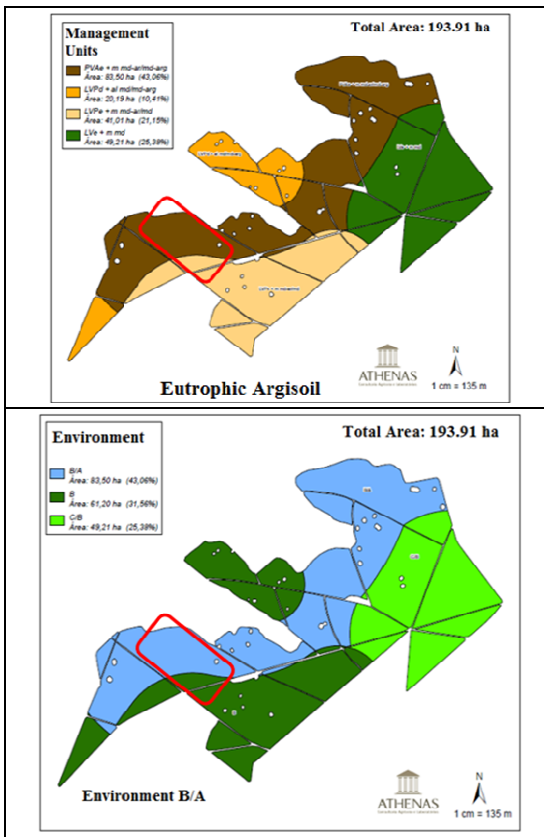 Total Area: 193.91 ha
Management
Units
PVAe + m md-ar/md-arg
Área: 83,50 ha (43,06%)
LVPd + al md/md-arg
Área: 20,19 ha (10,41%)
LVPe + m md-ar/md
Área: 41,01 ha (21,15%)
LVe + m md
Área: 49,21 ha (25,38%)
LVe + m md
Eutrophic Argisoil
ATHENAS
N
1 cm = 135 m
Total Area: 193.91 ha
Environment
B/A
Área: 83,50 ha (43,06%)
B
Área: 61,20 ha (31,56%)
C/B
Área: 49,21 ha (25,38%)
B/A
C/B
Environment B/A
ATHENAS
N
1 cm = 135 m